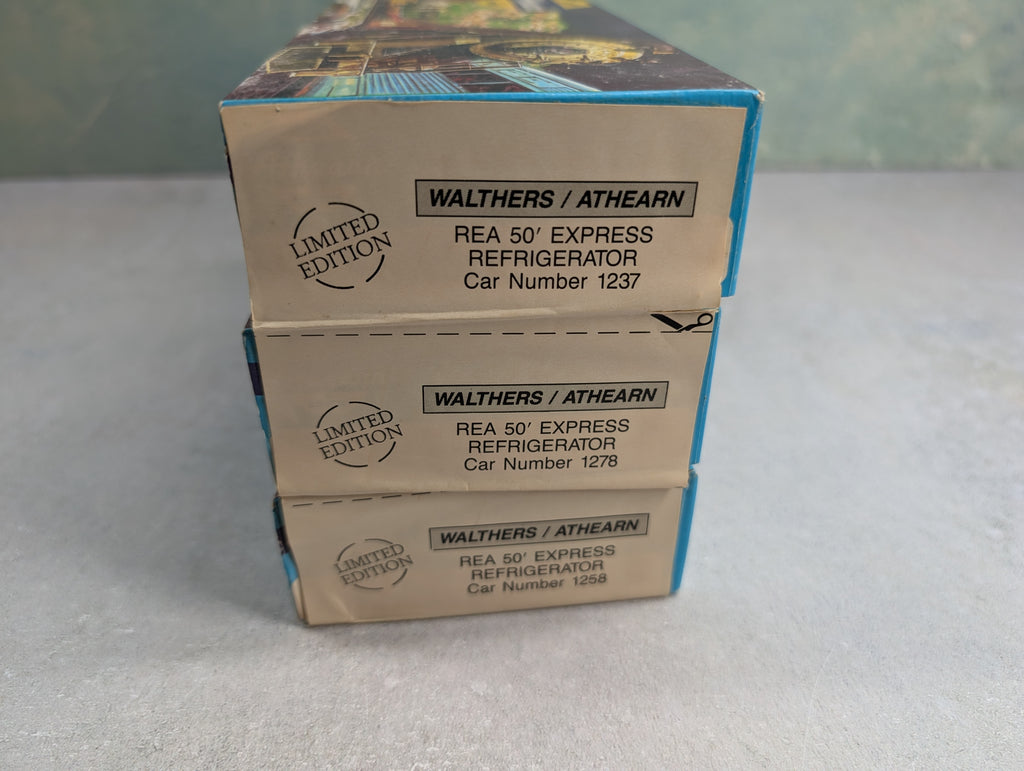 LIMITED
EDITION
WALTHERS / ATHEARN
REA 50' EXPRESS
REFRIGERATOR
Car Number 1237
LIMITED
EDITION
WALTHERS / ATHEARN
REA 50' EXPRESS
REFRIGERATOR
Car Number 1278
LIMITED
EDITION
WALTHERS / ATHEARN
REA 50' EXPRESS
REFRIGERATOR
Car Number 1258